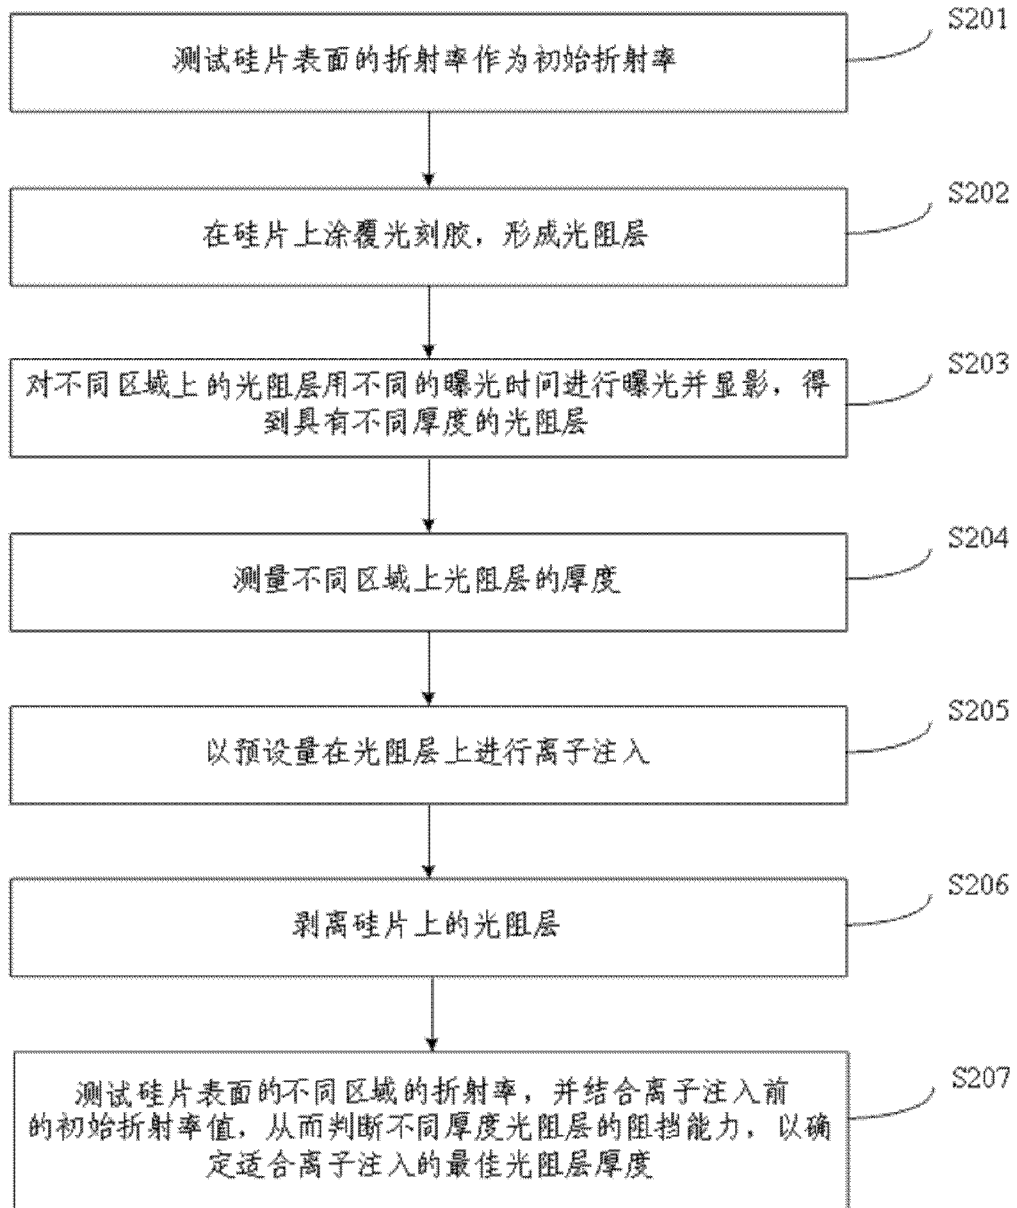 测试硅片表面的折射率作为初始折射率
S201
在硅片上涂覆光刻胶，形成光阻层
S202
对不同区域上的光阻层用不同的曝光时间进行曝光并显影，得
到具有不同厚度的光阻层
S203
测量不同区域上光阻层的厚度
S204
以预设量在光阻层上进行离子注入
S205
剥离硅片上的光阻层
S206
测试硅片表面的不同区域的折射率，并结合离子注入前
的初始折射率值，从而判断不同厚度光阻层的阻挡能力，以确
定适合离子注入的最佳光阻层厚度
S207